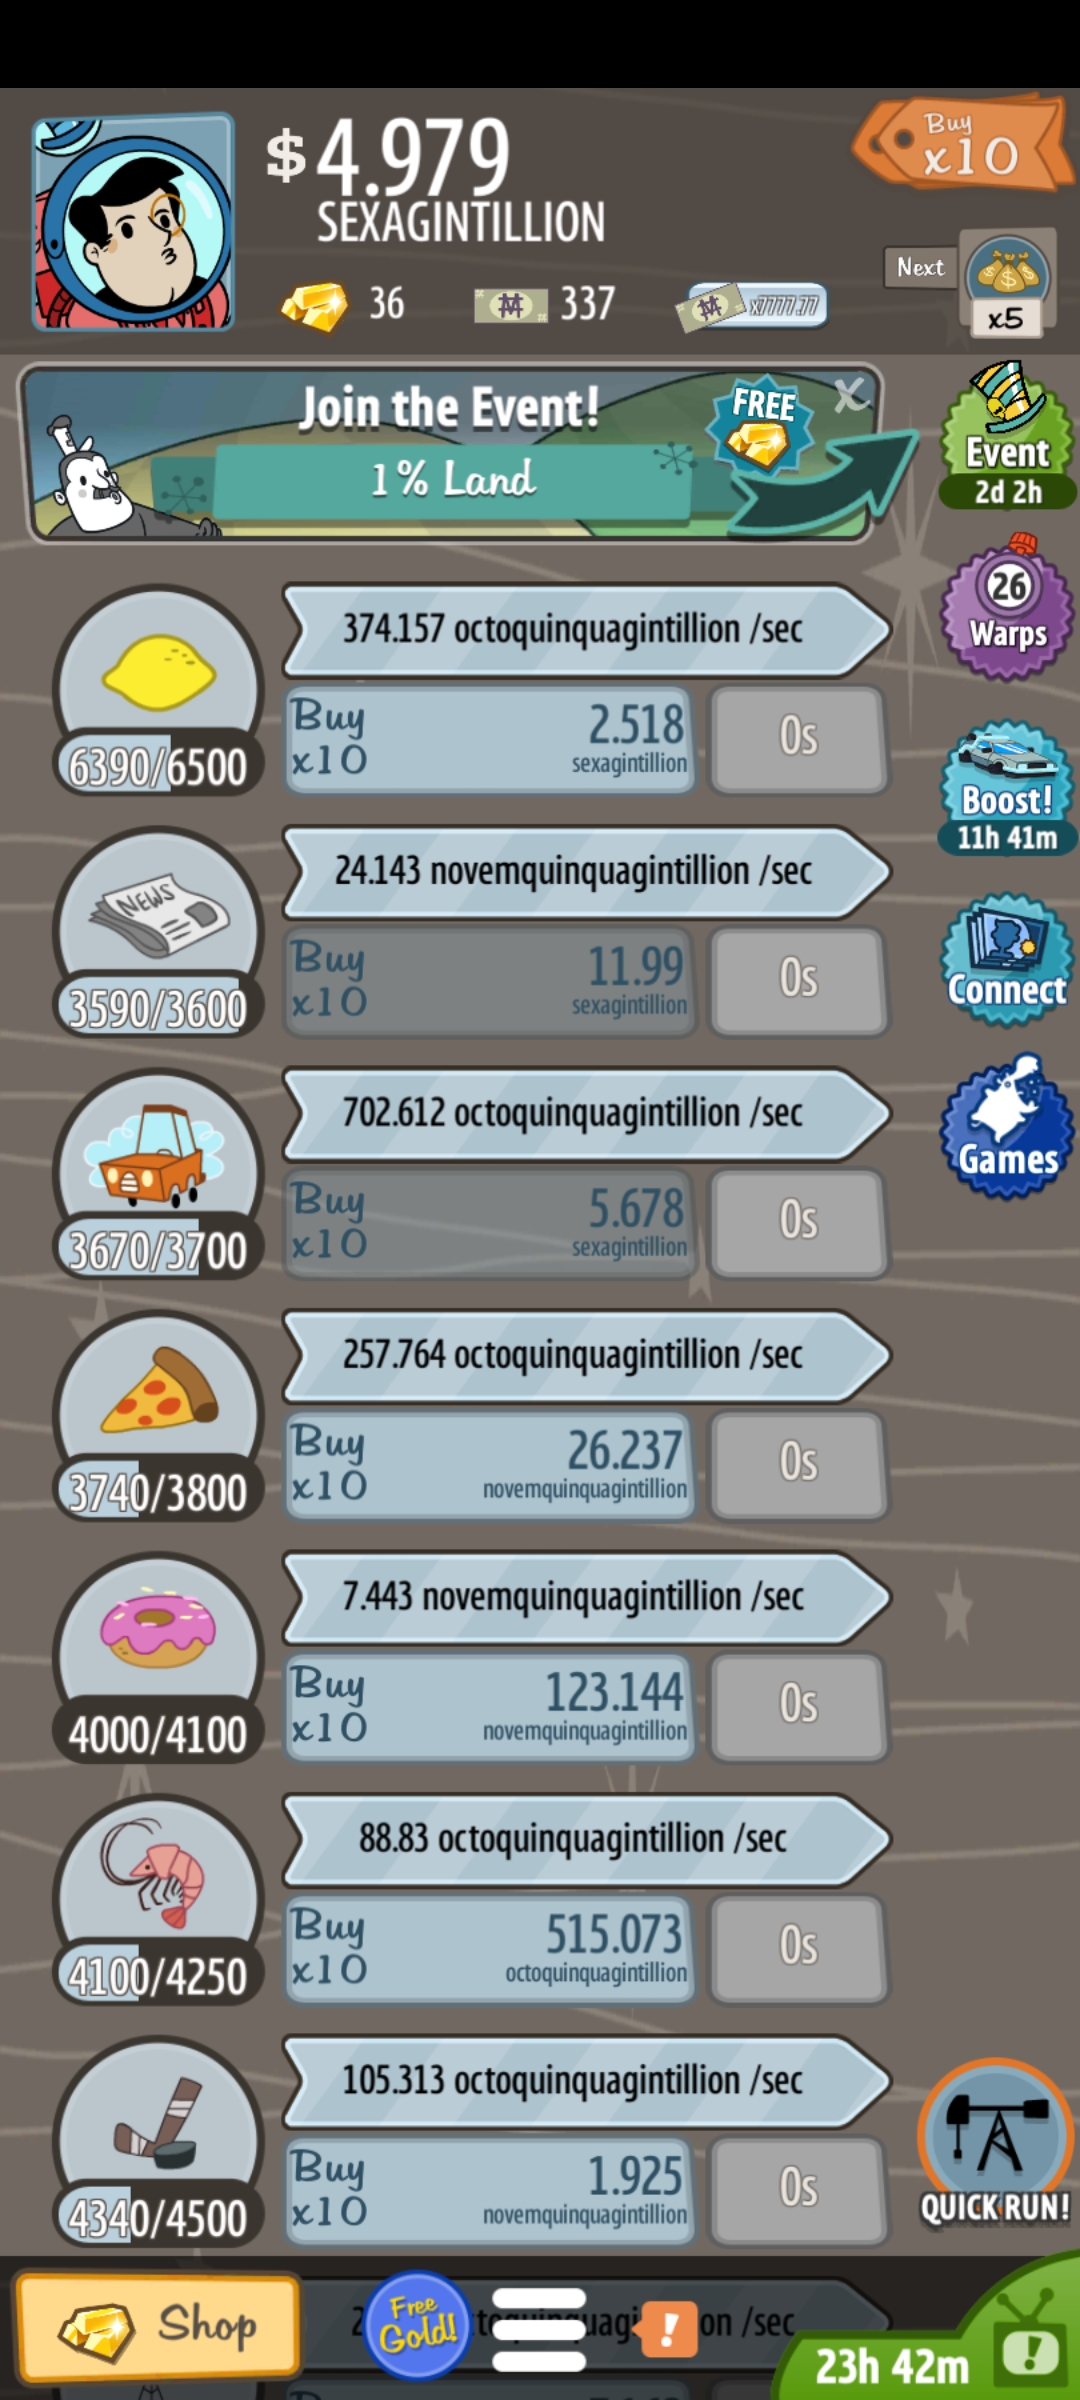 $4.979
SEXAGINTILLION
Buy
x10
36
337
x7777.77
Next
x5
Join the Event!
1% Land
FREE
X
Event
2d 2h
374.157 octoquinquagintillion /sec
Buy
x10
2.518
sexagintillion
0s
6390/6500
26
Warps
24.143 novemquinquagintillion /sec
NEWS
Buy
x10
11.99
sexagintillion
0s
3590/3600
Boost!
11h 41m
Connect
702.612 octoquinquagintillion /sec
Buy
x10
5.678
sexagintillion
0s
3670/3700
Games
257.764 octoquinquagintillion /sec
Buy
x10
26.237
novemquinquagintillion
0s
3740/3800
7.443 novemquinquagintillion /sec
Buy
x10
123.144
novemquinquagintillion
0s
4000/4100
88.83 octoquinquagintillion /sec
Buy
x10
515.073
octoquinquagintillion
0s
4100/4250
105.313 octoquinquagintillion /sec
Buy
x10
1.925
novemquinquagintillion
0s
4340/4500
QUICK RUN!
Shop
Free
Gold!
!
on /sec
23h 42m
!